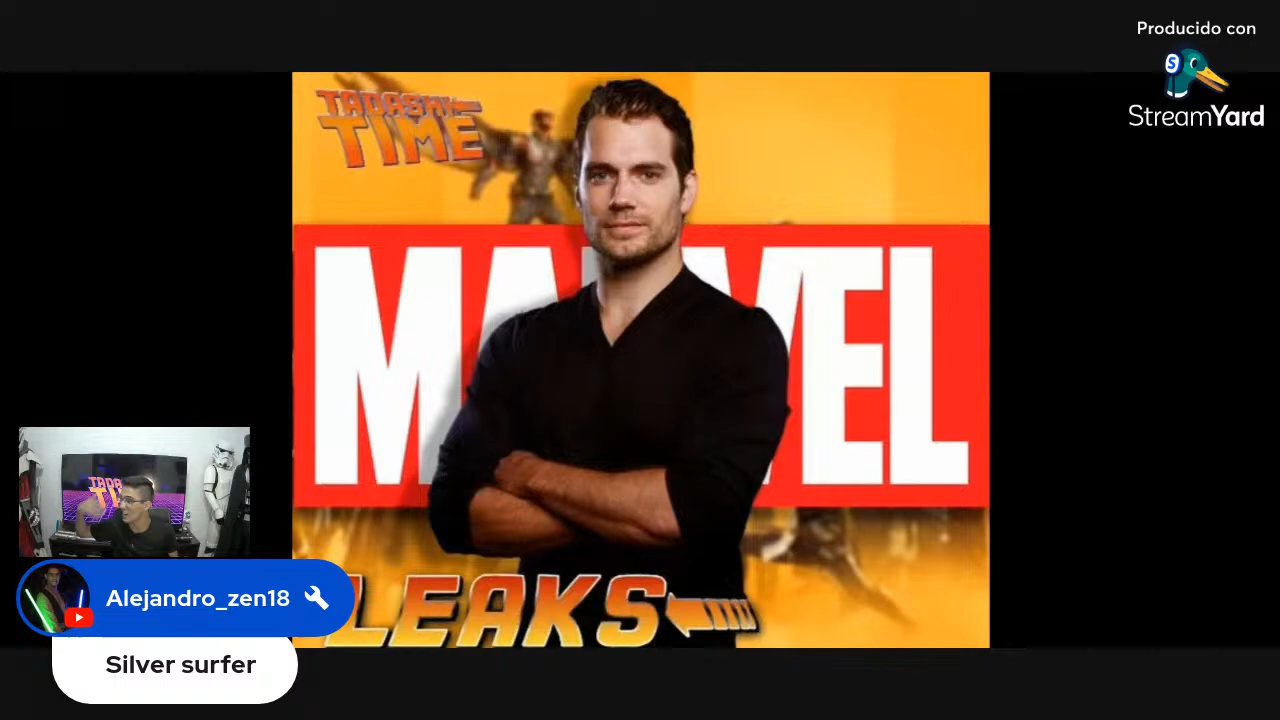 Producido con
StreamYard
TADASHI
TIME
MARVEL
LEAKS
Alejandro_zen18
Silver surfer